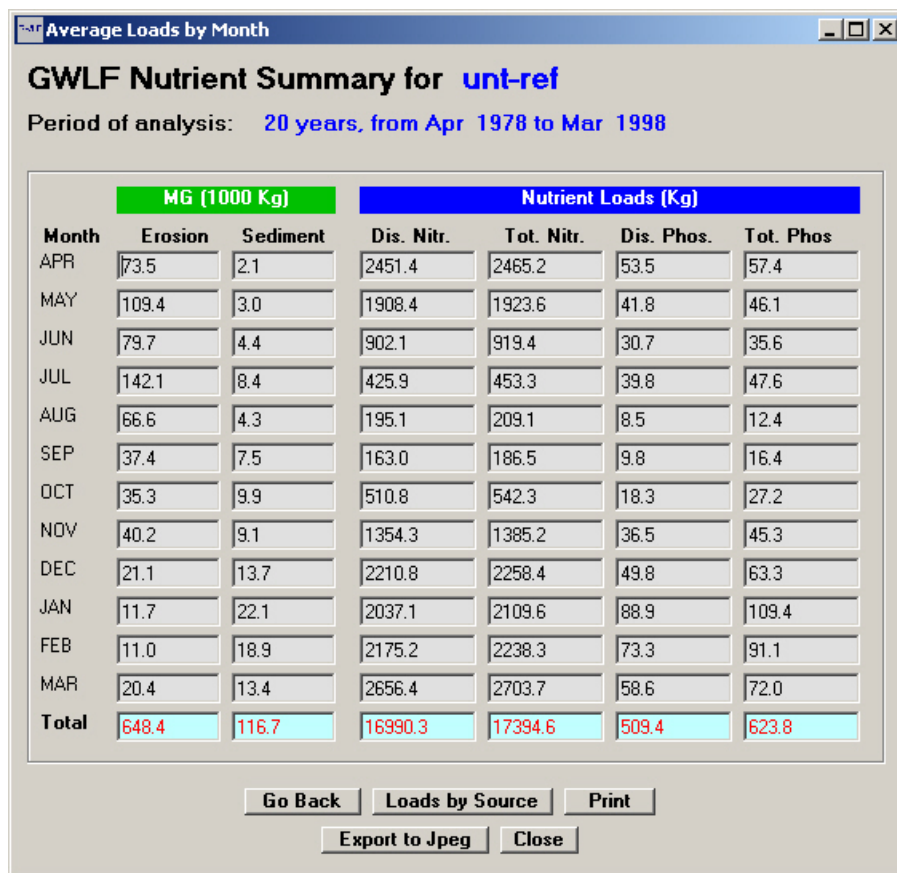 Average Loads by Month
GWLF Nutrient Summary for unt-ref
Period of analysis: 20 years, from Apr 1978 to Mar 1998
MG (1000 Kg) Nutrient Loads (Kg)
Month Erosion Sediment Dis. Nitr. Tot. Nitr. Dis. Phos. Tot. Phos
APR 73.5 2.1 2451.4 2465.2 53.5 57.4
MAY 109.4 3.0 1908.4 1923.6 41.8 46.1
JUN 79.7 4.4 902.1 919.4 30.7 35.6
JUL 142.1 8.4 425.9 453.3 39.8 47.6
AUG 66.6 4.3 195.1 209.1 8.5 12.4
SEP 37.4 7.5 163.0 186.5 9.8 16.4
OCT 35.3 9.9 510.8 542.3 18.3 27.2
NOV 40.2 9.1 1354.3 1385.2 36.5 45.3
DEC 21.1 13.7 2210.8 2258.4 49.8 63.3
JAN 11.7 22.1 2037.1 2109.6 88.9 109.4
FEB 11.0 18.9 2175.2 2238.3 73.3 91.1
MAR 20.4 13.4 2656.4 2703.7 58.6 72.0
Total 648.4 116.7 16990.3 17394.6 509.4 623.8
Go Back Loads by Source Print
Export to Jpeg Close